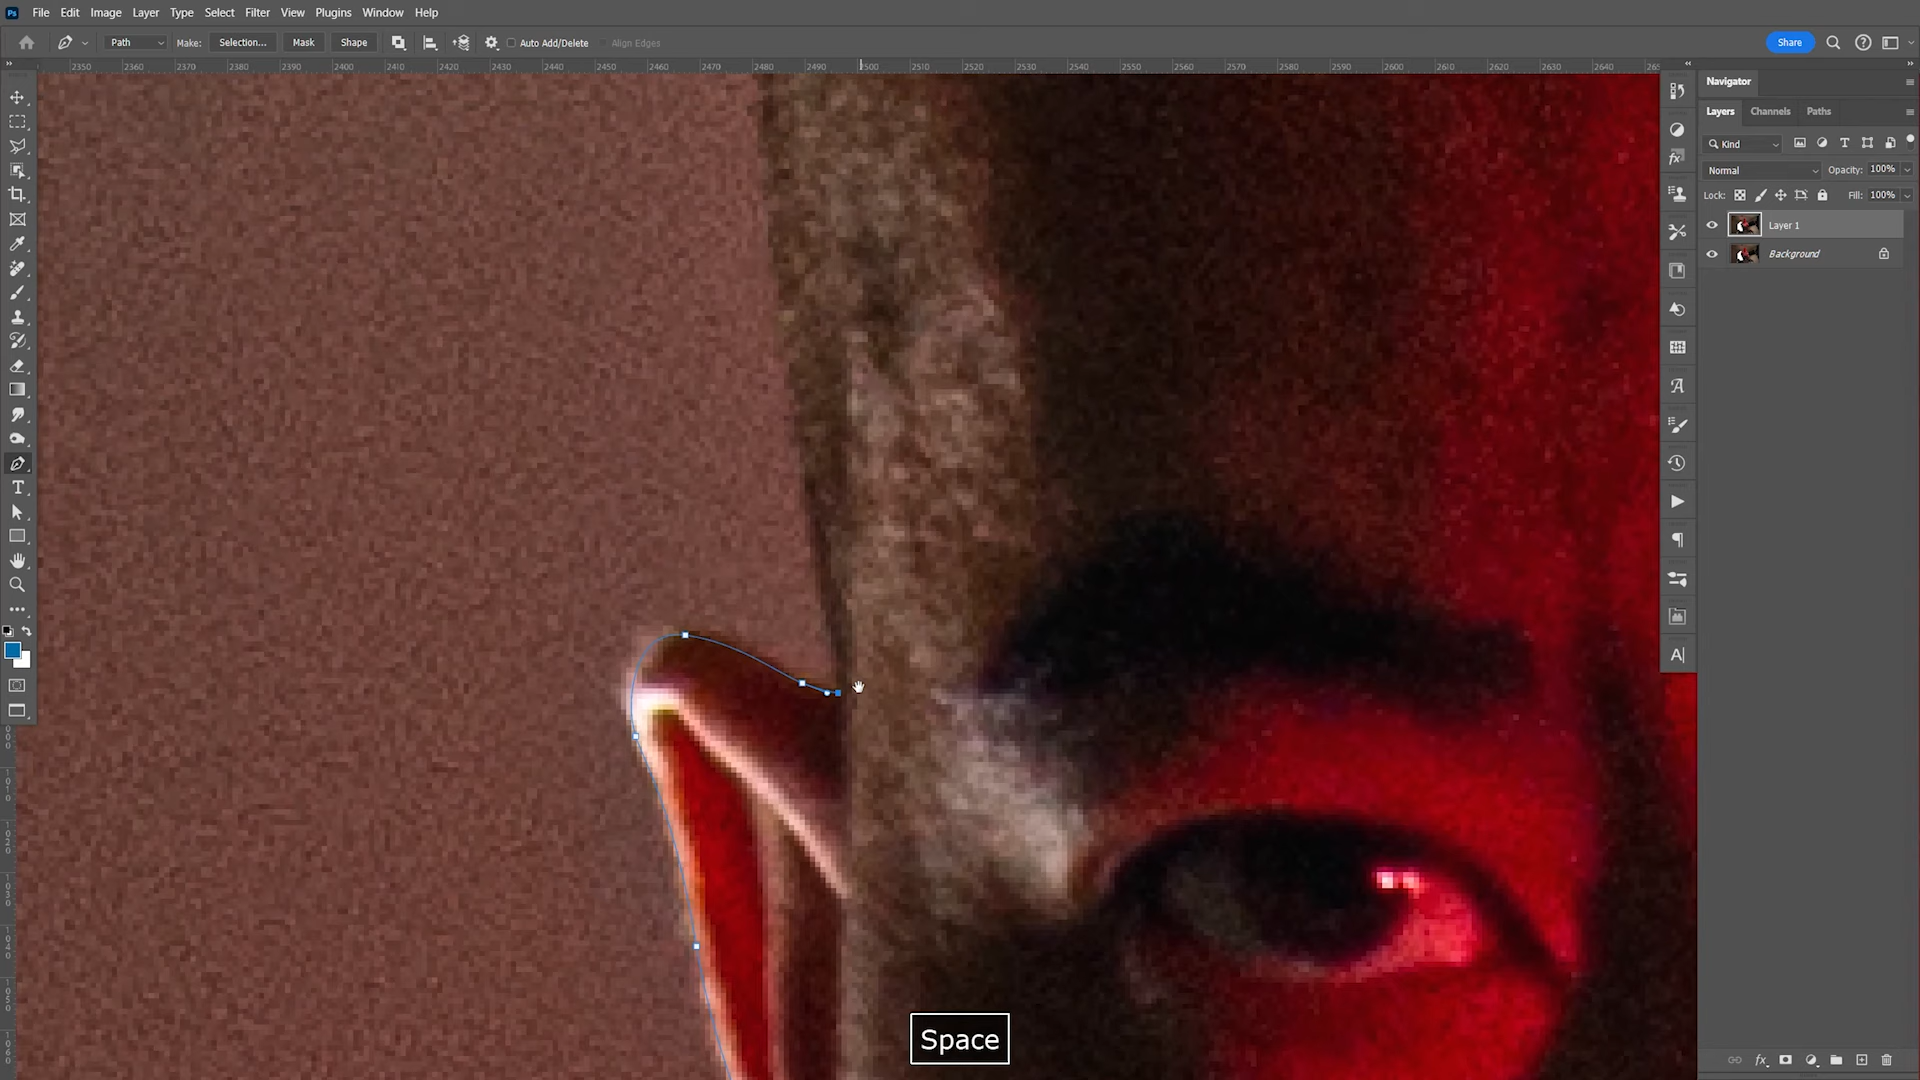 Ps File Edit Image Layer Type Select Filter View Plugins Window Help
Path Make: Selection... Mask Shape Auto Add/Delete Align Edges Share
2350 2360 2370 2380 2390 2400 2410 2420 2430 2440 2450 2460 2470 2480 2490 2500 2510 2520 2530 2540 2550 2560 2570 2580 2590 2600 2610 2620 2630 2640
Navigator
Layers Channels Paths
Kind
Normal Opacity: 100%
Lock: Fill: 100%
Layer 1
Background
Space